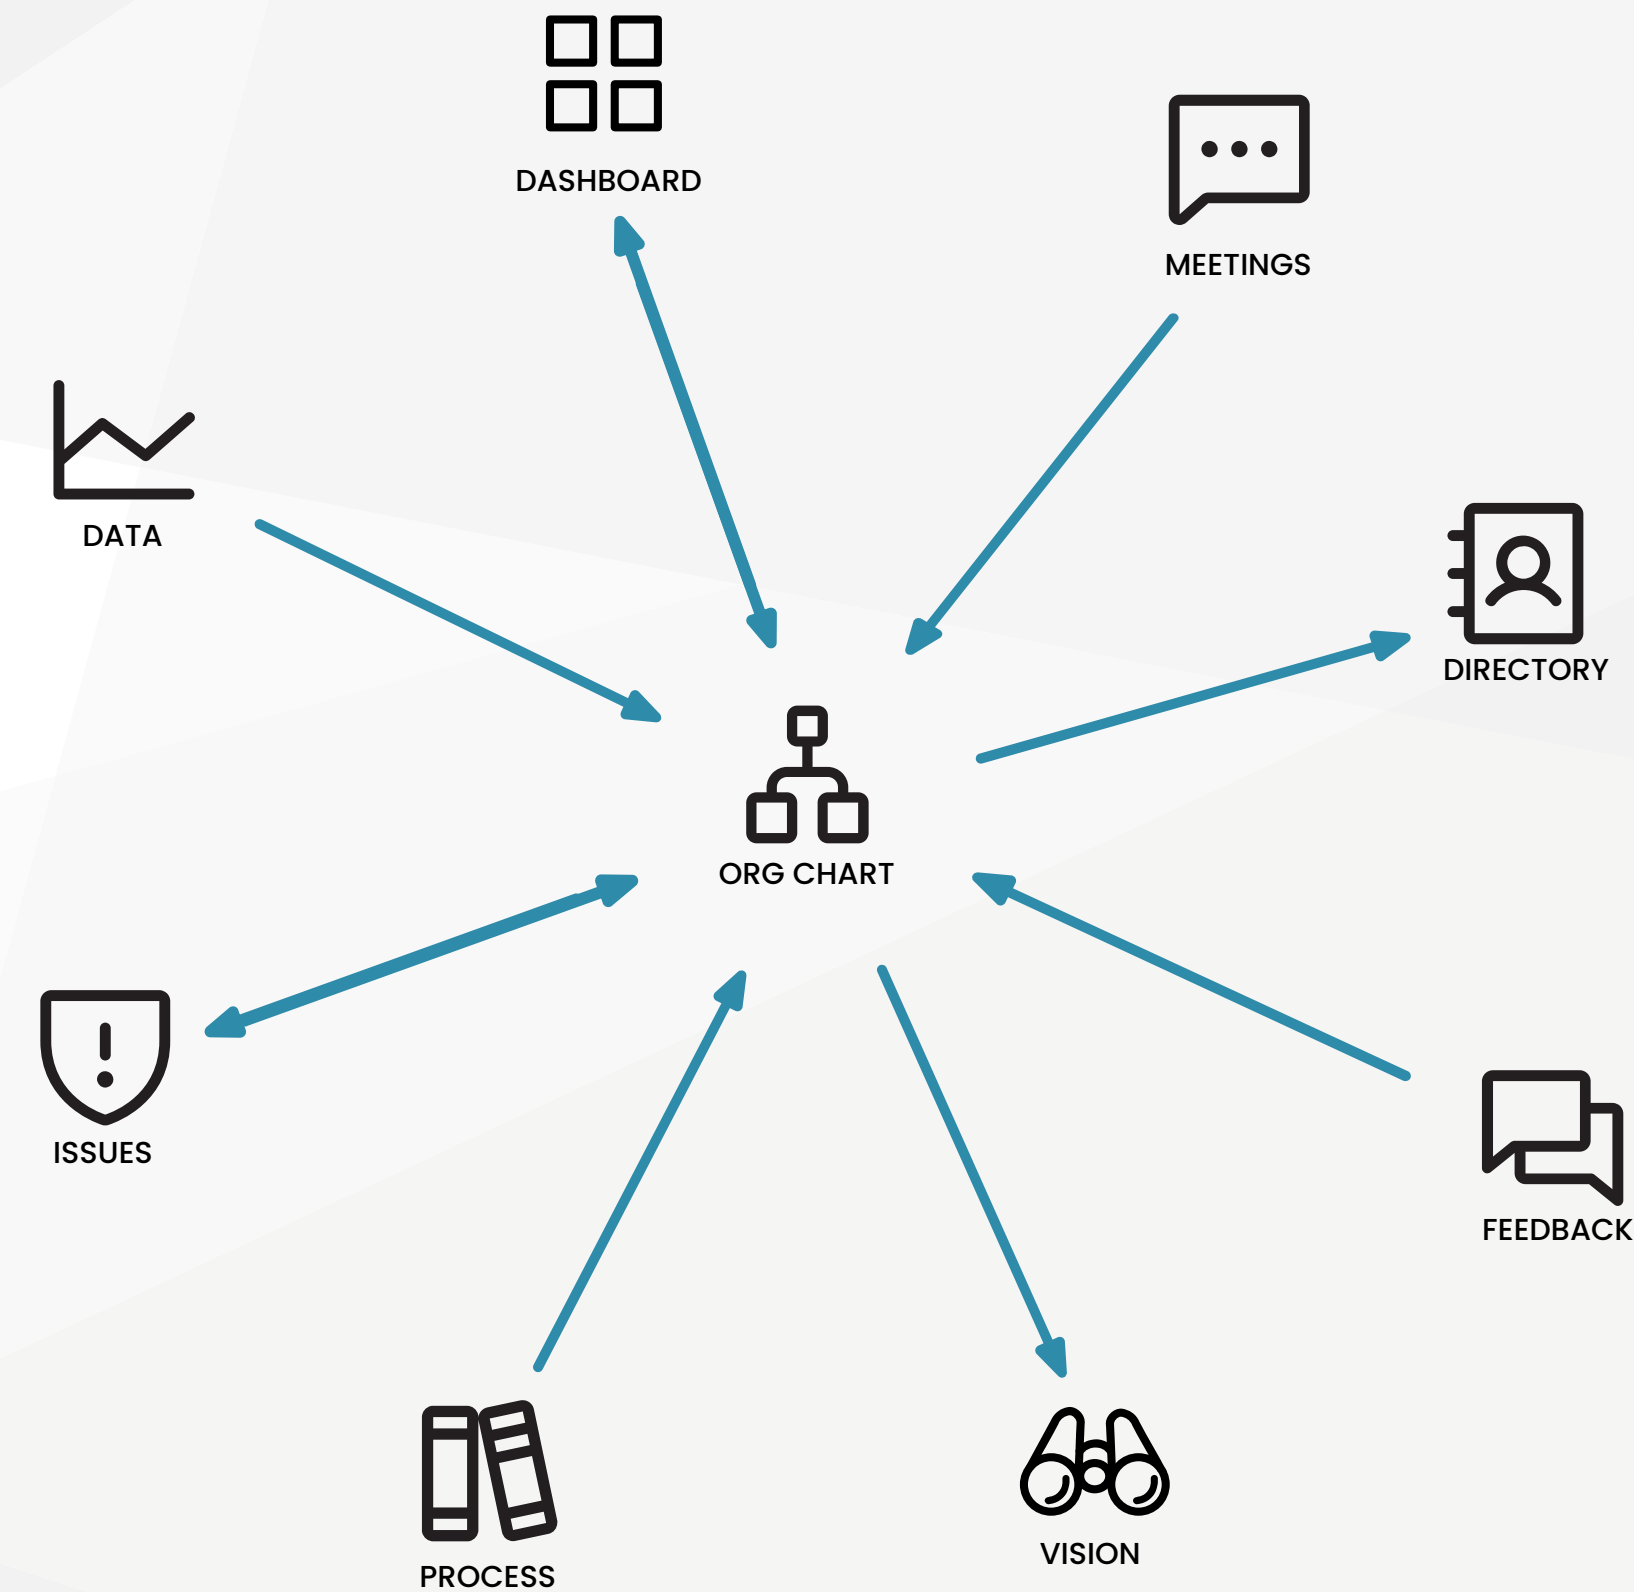 DASHBOARD
MEETINGS
DATA
DIRECTORY
ORG CHART
ISSUES
FEEDBACK
VISION
PROCESS